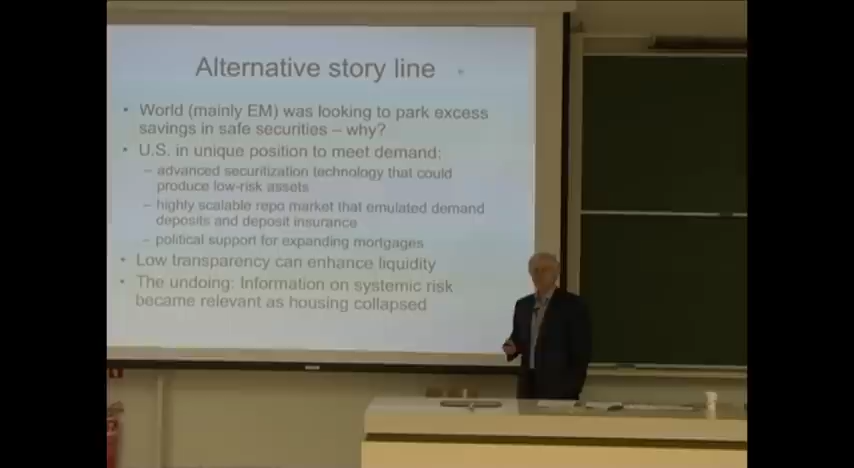 Alternative story line
• World (mainly EM) was looking to park excess
savings in safe securities – why?
• U.S. in unique position to meet demand:
– advanced securitization technology that could
produce low-risk assets
– highly scalable repo market that emulated demand
deposits and deposit insurance
– political support for expanding mortgages
• Low transparency can enhance liquidity
• The undoing: Information on systemic risk
became relevant as housing collapsed